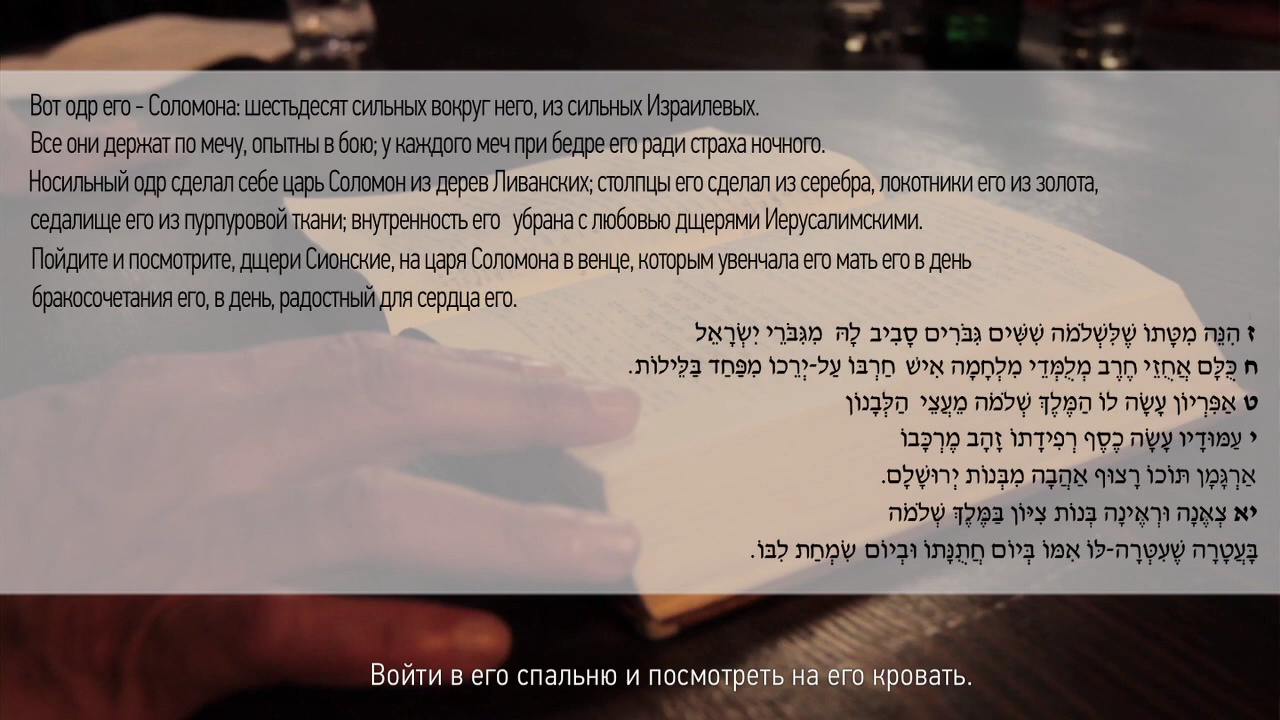 Вот одр его - Соломона: шестьдесят сильных вокруг него, из сильных Израилевых.
Все они держат по мечу, опытны в бою; у каждого меч при бедре его ради страха ночного.
Носильный одр сделал себе царь Соломон из дерев Ливанских; столпцы его сделал из серебра, локотники его из золота,
седалище его из пурпуровой ткани; внутренность его убрана с любовью дщерями Иерусалимскими.
Пойдите и посмотрите, дщери Сионские, на царя Соломона в венце, которым увенчала его мать его в день
бракосочетания его, в день, радостный для сердца его.
ז הִנֵּה מִטָּתוֹ שֶׁלִּשְׁלֹמֹה שִׁשִּׁים גִּבֹּרִים סָבִיב לָהּ מִגִּבֹּרֵי יִשְׂרָאֵל
ח כֻּלָּם אֲחֻזֵי חֶרֶב מְלֻמְּדֵי מִלְחָמָה אִישׁ חַרְבּוֹ עַל-יְרֵכוֹ מִפַּחַד בַּלֵּילוֹת.
ט אַפִּרְיוֹן עָשָׂה לוֹ הַמֶּלֶךְ שְׁלֹמֹה מֵעֲצֵי הַלְּבָנוֹן
י עַמּוּדָיו עָשָׂה כֶסֶף רְפִידָתוֹ זָהָב מֶרְכָּבוֹ
אַרְגָּמָן תּוֹכוֹ רָצוּף אַהֲבָה מִבְּנוֹת יְרוּשָׁלִָם.
יא צְאֶנָה וּרְאֶינָה בְּנוֹת צִיּוֹן בַּמֶּלֶךְ שְׁלֹמֹה
בָּעֲטָרָה שֶׁעִטְּרָה-לּוֹ אִמּוֹ בְּיוֹם חֲתֻנָּתוֹ וּבְיוֹם שִׂמְחַת לִבּוֹ.
Войти в его спальню и посмотреть на его кровать.